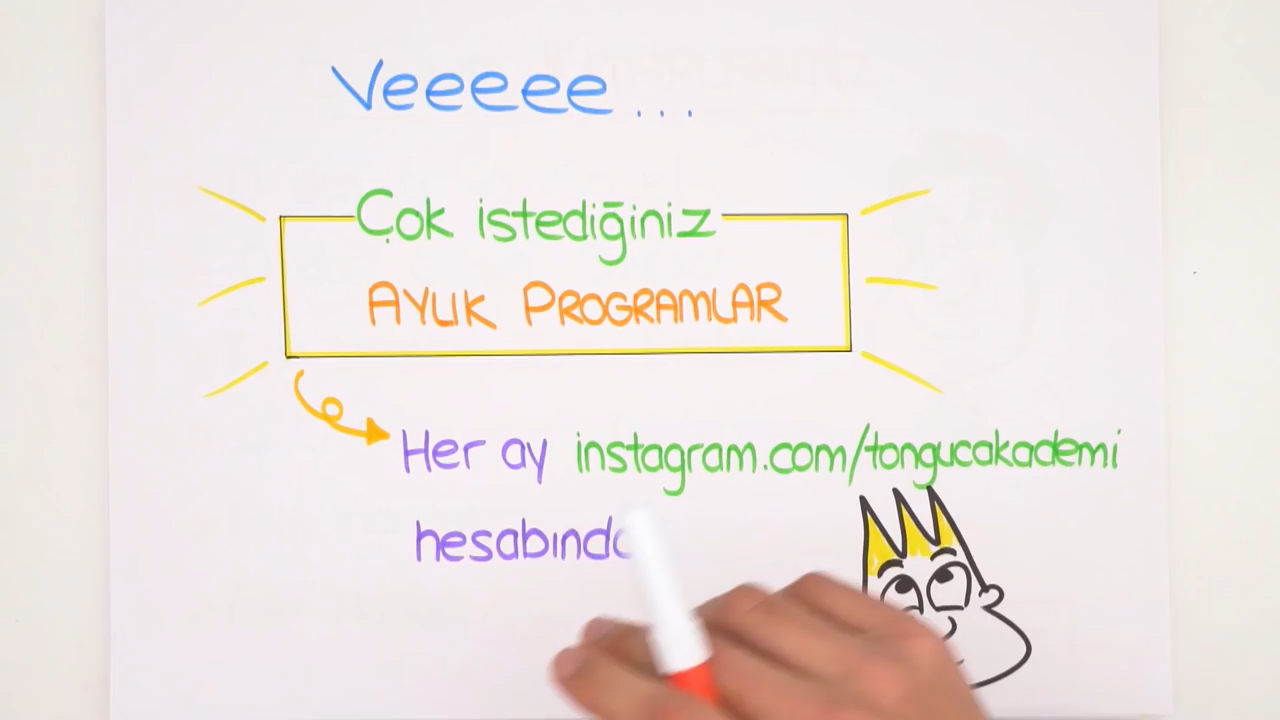 Veeeee...
Çok istediğiniz
AYLIK PROGRAMLAR
Her ay instagram.com/tongucakademi